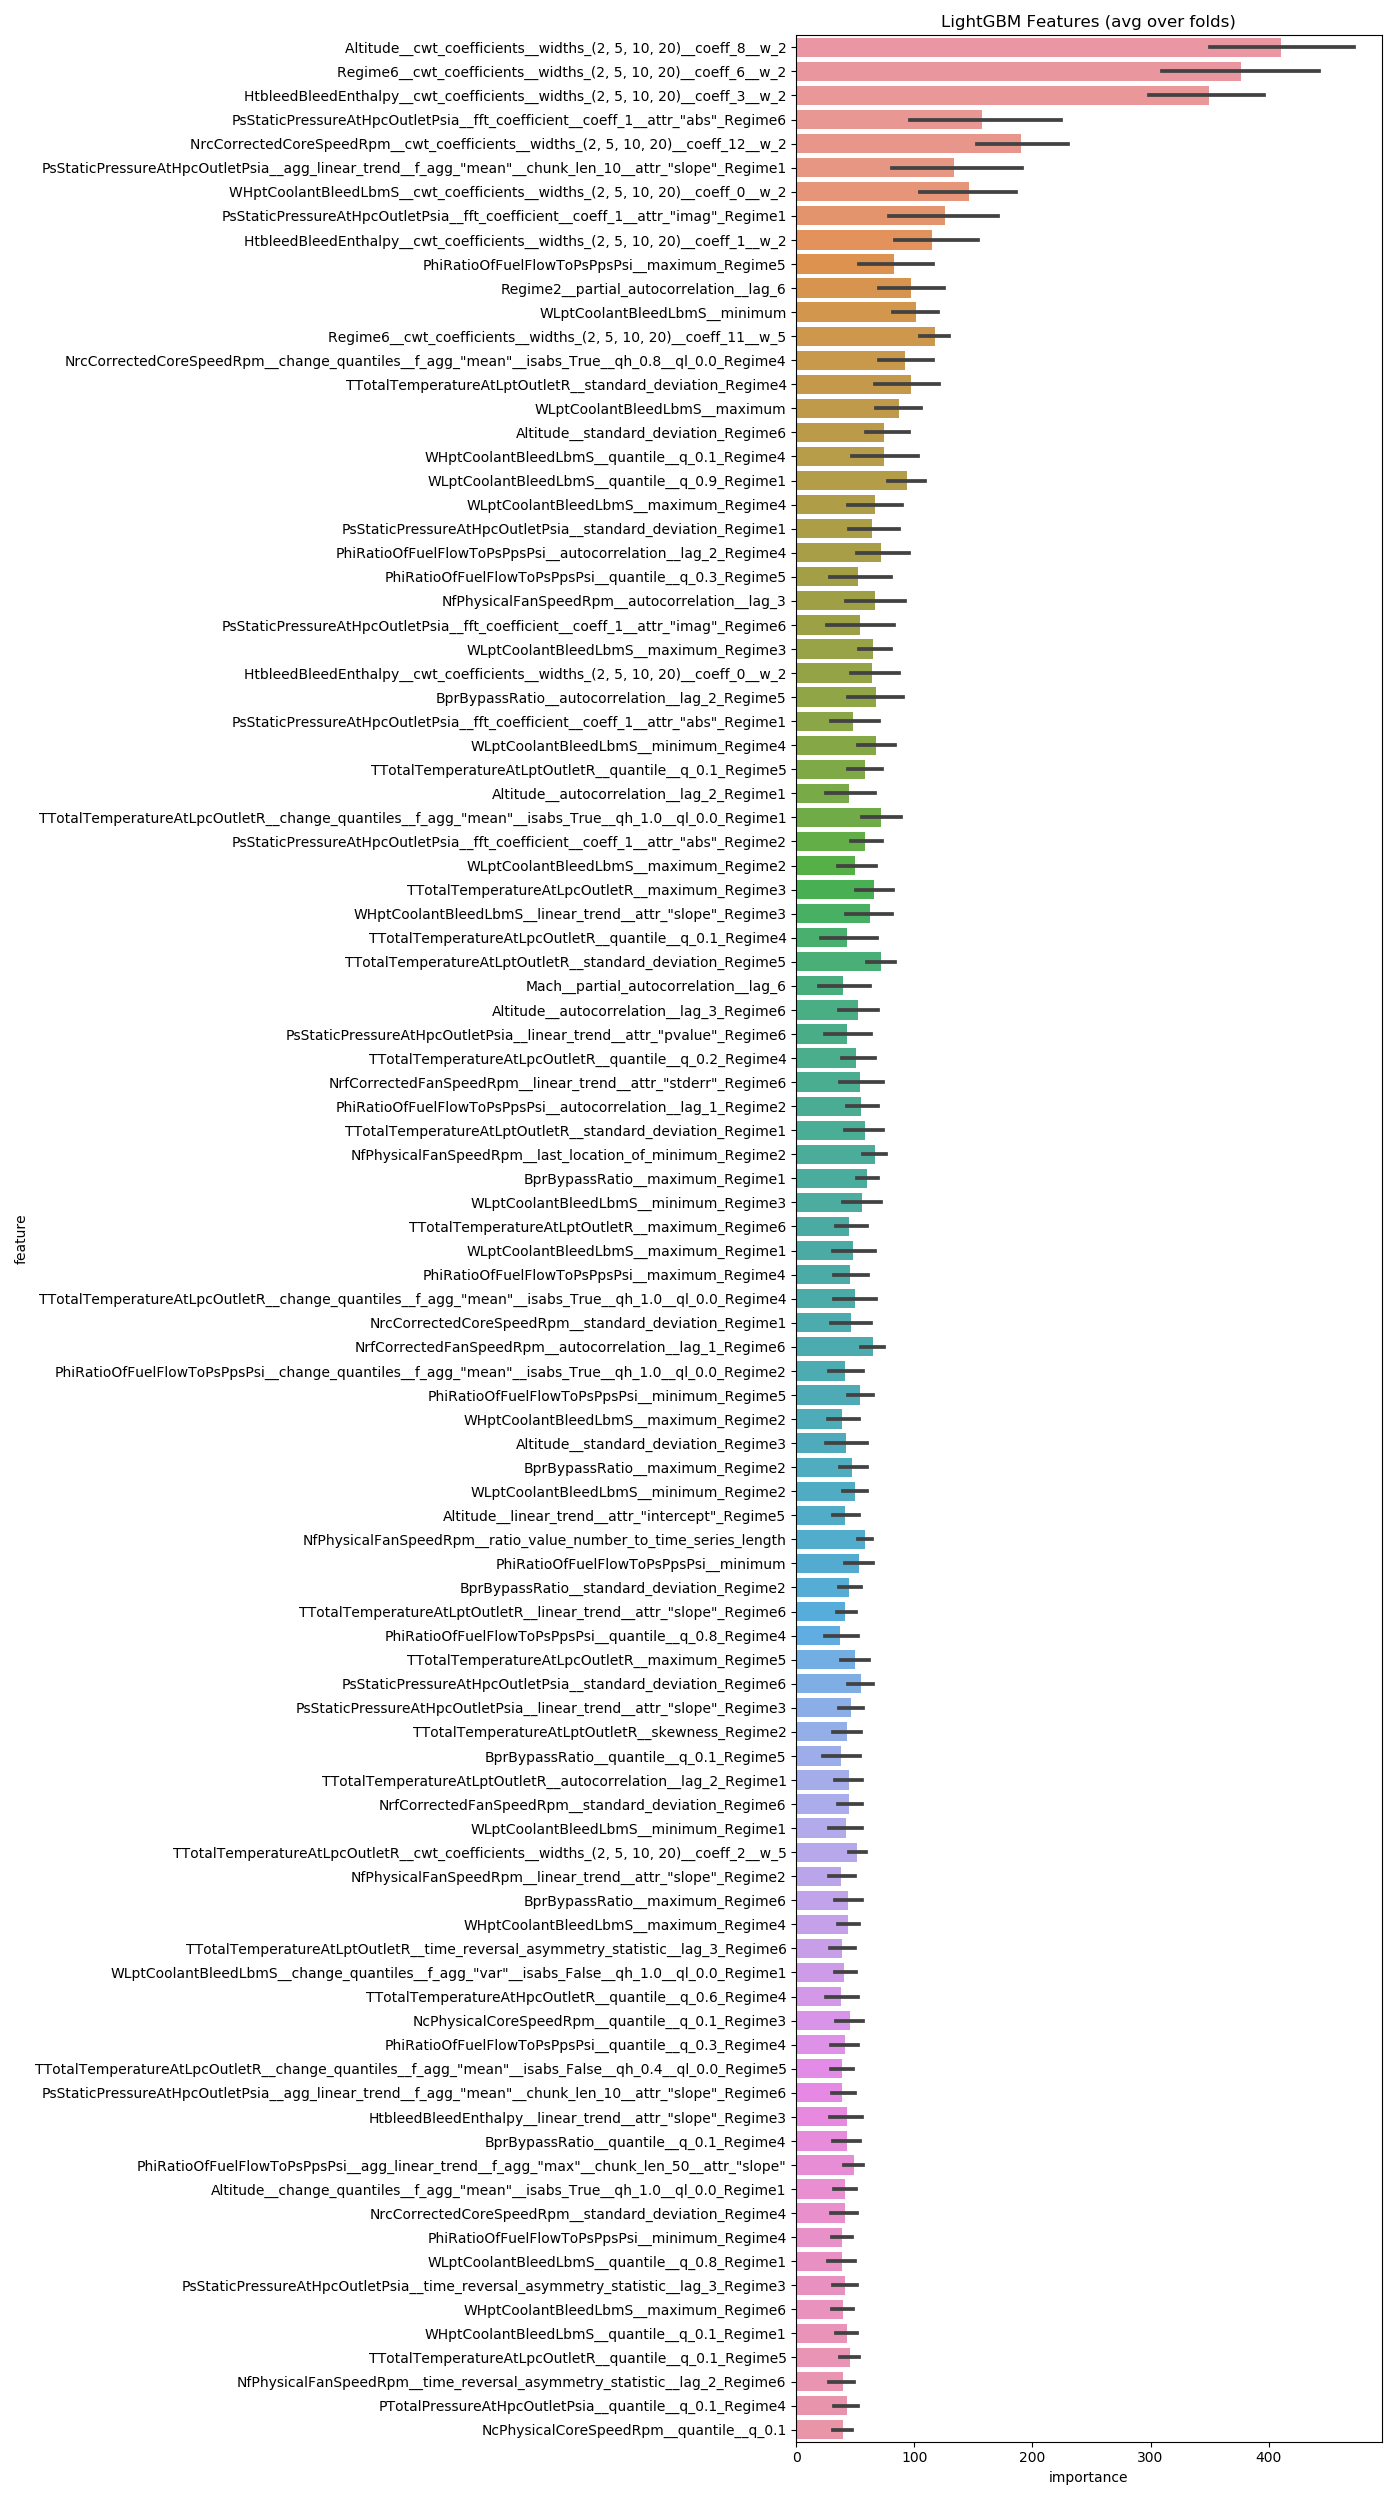 LightGBM Features (avg over folds)
Altitude__cwt_coefficients__widths_(2, 5, 10, 20)__coeff_8__w_2
Regime6__cwt_coefficients__widths_(2, 5, 10, 20)__coeff_6__w_2
HtbleedBleedEnthalpy__cwt_coefficients__widths_(2, 5, 10, 20)__coeff_3__w_2
PsStaticPressureAtHpcOutletPsia__fft_coefficient__coeff_1__attr_"abs"_Regime6
NrcCorrectedCoreSpeedRpm__cwt_coefficients__widths_(2, 5, 10, 20)__coeff_12__w_2
PsStaticPressureAtHpcOutletPsia__agg_linear_trend__f_agg_"mean"__chunk_len_10__attr_"slope"_Regime1
WHptCoolantBleedLbmS__cwt_coefficients__widths_(2, 5, 10, 20)__coeff_0__w_2
PsStaticPressureAtHpcOutletPsia__fft_coefficient__coeff_1__attr_"imag"_Regime1
HtbleedBleedEnthalpy__cwt_coefficients__widths_(2, 5, 10, 20)__coeff_1__w_2
PhiRatioOfFuelFlowToPsPpsPsi__maximum_Regime5
Regime2__partial_autocorrelation__lag_6
WLptCoolantBleedLbmS__minimum
Regime6__cwt_coefficients__widths_(2, 5, 10, 20)__coeff_11__w_5
NrcCorrectedCoreSpeedRpm__change_quantiles__f_agg_"mean"__isabs_True__qh_0.8__ql_0.0_Regime4
TTotalTemperatureAtLptOutletR__standard_deviation_Regime4
WLptCoolantBleedLbmS__maximum
Altitude__standard_deviation_Regime6
WHptCoolantBleedLbmS__quantile__q_0.1_Regime4
WLptCoolantBleedLbmS__quantile__q_0.9_Regime1
WLptCoolantBleedLbmS__maximum_Regime4
PsStaticPressureAtHpcOutletPsia__standard_deviation_Regime1
PhiRatioOfFuelFlowToPsPpsPsi__autocorrelation__lag_2_Regime4
PhiRatioOfFuelFlowToPsPpsPsi__quantile__q_0.3_Regime5
NfPhysicalFanSpeedRpm__autocorrelation__lag_3
PsStaticPressureAtHpcOutletPsia__fft_coefficient__coeff_1__attr_"imag"_Regime6
WLptCoolantBleedLbmS__maximum_Regime3
HtbleedBleedEnthalpy__cwt_coefficients__widths_(2, 5, 10, 20)__coeff_0__w_2
BprBypassRatio__autocorrelation__lag_2_Regime5
PsStaticPressureAtHpcOutletPsia__fft_coefficient__coeff_1__attr_"abs"_Regime1
WLptCoolantBleedLbmS__minimum_Regime4
TTotalTemperatureAtLptOutletR__quantile__q_0.1_Regime5
Altitude__autocorrelation__lag_2_Regime1
TTotalTemperatureAtLpcOutletR__change_quantiles__f_agg_"mean"__isabs_True__qh_1.0__ql_0.0_Regime1
PsStaticPressureAtHpcOutletPsia__fft_coefficient__coeff_1__attr_"abs"_Regime2
WLptCoolantBleedLbmS__maximum_Regime2
TTotalTemperatureAtLpcOutletR__maximum_Regime3
WHptCoolantBleedLbmS__linear_trend__attr_"slope"_Regime3
TTotalTemperatureAtLpcOutletR__quantile__q_0.1_Regime4
TTotalTemperatureAtLptOutletR__standard_deviation_Regime5
Mach__partial_autocorrelation__lag_6
Altitude__autocorrelation__lag_3_Regime6
PsStaticPressureAtHpcOutletPsia__linear_trend__attr_"pvalue"_Regime6
TTotalTemperatureAtLpcOutletR__quantile__q_0.2_Regime4
NrfCorrectedFanSpeedRpm__linear_trend__attr_"stderr"_Regime6
PhiRatioOfFuelFlowToPsPpsPsi__autocorrelation__lag_1_Regime2
TTotalTemperatureAtLptOutletR__standard_deviation_Regime1
NfPhysicalFanSpeedRpm__last_location_of_minimum_Regime2
BprBypassRatio__maximum_Regime1
WLptCoolantBleedLbmS__minimum_Regime3
TTotalTemperatureAtLptOutletR__maximum_Regime6
WLptCoolantBleedLbmS__maximum_Regime1
PhiRatioOfFuelFlowToPsPpsPsi__maximum_Regime4
TTotalTemperatureAtLpcOutletR__change_quantiles__f_agg_"mean"__isabs_True__qh_1.0__ql_0.0_Regime4
NrcCorrectedCoreSpeedRpm__standard_deviation_Regime1
NrfCorrectedFanSpeedRpm__autocorrelation__lag_1_Regime6
PhiRatioOfFuelFlowToPsPpsPsi__change_quantiles__f_agg_"mean"__isabs_True__qh_1.0__ql_0.0_Regime2
PhiRatioOfFuelFlowToPsPpsPsi__minimum_Regime5
WHptCoolantBleedLbmS__maximum_Regime2
Altitude__standard_deviation_Regime3
BprBypassRatio__maximum_Regime2
WLptCoolantBleedLbmS__minimum_Regime2
Altitude__linear_trend__attr_"intercept"_Regime5
NfPhysicalFanSpeedRpm__ratio_value_number_to_time_series_length
PhiRatioOfFuelFlowToPsPpsPsi__minimum
BprBypassRatio__standard_deviation_Regime2
TTotalTemperatureAtLptOutletR__linear_trend__attr_"slope"_Regime6
PhiRatioOfFuelFlowToPsPpsPsi__quantile__q_0.8_Regime4
TTotalTemperatureAtLpcOutletR__maximum_Regime5
PsStaticPressureAtHpcOutletPsia__standard_deviation_Regime6
PsStaticPressureAtHpcOutletPsia__linear_trend__attr_"slope"_Regime3
TTotalTemperatureAtLptOutletR__skewness_Regime2
BprBypassRatio__quantile__q_0.1_Regime5
TTotalTemperatureAtLptOutletR__autocorrelation__lag_2_Regime1
NrfCorrectedFanSpeedRpm__standard_deviation_Regime6
WLptCoolantBleedLbmS__minimum_Regime1
TTotalTemperatureAtLpcOutletR__cwt_coefficients__widths_(2, 5, 10, 20)__coeff_2__w_5
NfPhysicalFanSpeedRpm__linear_trend__attr_"slope"_Regime2
BprBypassRatio__maximum_Regime6
WHptCoolantBleedLbmS__maximum_Regime4
TTotalTemperatureAtLptOutletR__time_reversal_asymmetry_statistic__lag_3_Regime6
WLptCoolantBleedLbmS__change_quantiles__f_agg_"var"__isabs_False__qh_1.0__ql_0.0_Regime1
TTotalTemperatureAtHpcOutletR__quantile__q_0.6_Regime4
NcPhysicalCoreSpeedRpm__quantile__q_0.1_Regime3
PhiRatioOfFuelFlowToPsPpsPsi__quantile__q_0.3_Regime4
TTotalTemperatureAtLpcOutletR__change_quantiles__f_agg_"mean"__isabs_False__qh_0.4__ql_0.0_Regime5
PsStaticPressureAtHpcOutletPsia__agg_linear_trend__f_agg_"mean"__chunk_len_10__attr_"slope"_Regime6
HtbleedBleedEnthalpy__linear_trend__attr_"slope"_Regime3
BprBypassRatio__quantile__q_0.1_Regime4
PhiRatioOfFuelFlowToPsPpsPsi__agg_linear_trend__f_agg_"max"__chunk_len_50__attr_"slope"
Altitude__change_quantiles__f_agg_"mean"__isabs_True__qh_1.0__ql_0.0_Regime1
NrcCorrectedCoreSpeedRpm__standard_deviation_Regime4
PhiRatioOfFuelFlowToPsPpsPsi__minimum_Regime4
WLptCoolantBleedLbmS__quantile__q_0.8_Regime1
PsStaticPressureAtHpcOutletPsia__time_reversal_asymmetry_statistic__lag_3_Regime3
WHptCoolantBleedLbmS__maximum_Regime6
WHptCoolantBleedLbmS__quantile__q_0.1_Regime1
TTotalTemperatureAtLpcOutletR__quantile__q_0.1_Regime5
NfPhysicalFanSpeedRpm__time_reversal_asymmetry_statistic__lag_2_Regime6
PTotalPressureAtHpcOutletPsia__quantile__q_0.1_Regime4
NcPhysicalCoreSpeedRpm__quantile__q_0.1
feature
0 100 200 300 400
importance